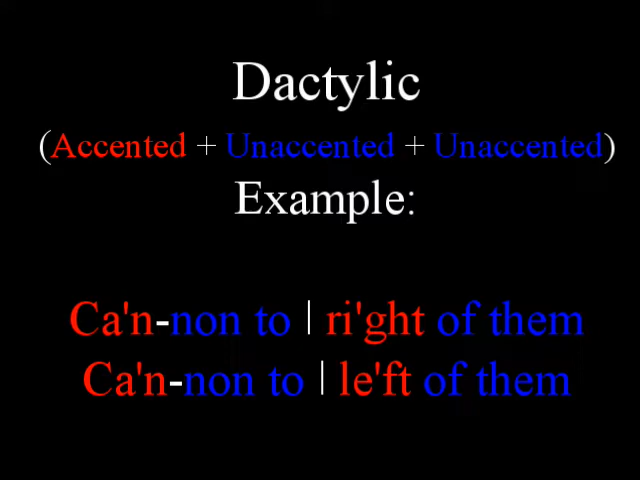 Dactylic
(Accented + Unaccented + Unaccented)
Example:
Ca'n-non to | ri'ght of them
Ca'n-non to | le'ft of them